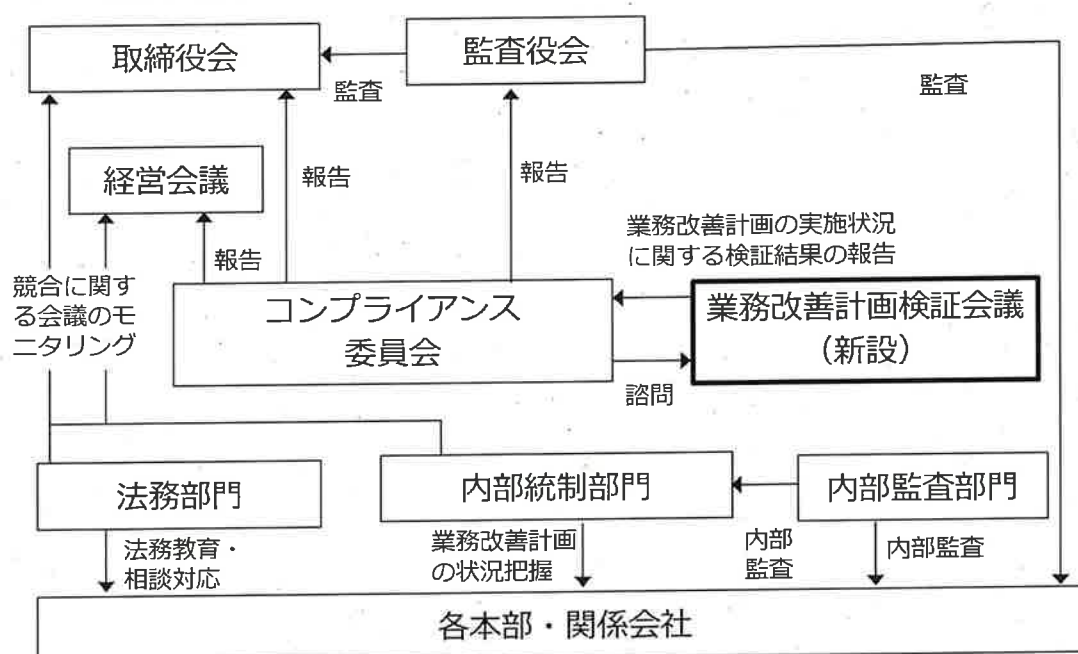 取締役会
監査役会
監査
監査
経営会議
報告
報告
業務改善計画の実施状況
に関する検証結果の報告
報告
競合に関す
る会議のモ
ニタリング
コンプライアンス
委員会
業務改善計画検証会議
（新設）
諮問
法務部門
内部統制部門
内部監査部門
法務教育・
相談対応
業務改善計画
の状況把握
内部
監査
内部監査
各本部・関係会社